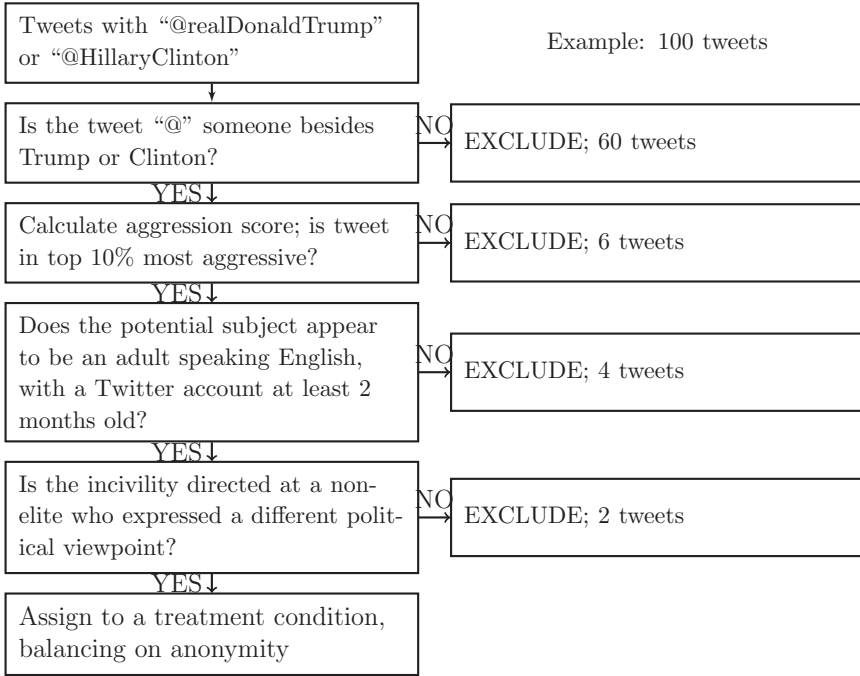 Tweets with “@realDonaldTrump”
or “@HillaryClinton”
Example: 100 tweets
Is the tweet “@” someone besides
Trump or Clinton?
NO
EXCLUDE; 60 tweets
YES
Calculate aggression score; is tweet
in top 10% most aggressive?
NO
EXCLUDE; 6 tweets
YES
Does the potential subject appear
to be an adult speaking English,
with a Twitter account at least 2
months old?
NO
EXCLUDE; 4 tweets
YES
Is the incivility directed at a non-
elite who expressed a different polit-
ical viewpoint?
NO
EXCLUDE; 2 tweets
YES
Assign to a treatment condition,
balancing on anonymity